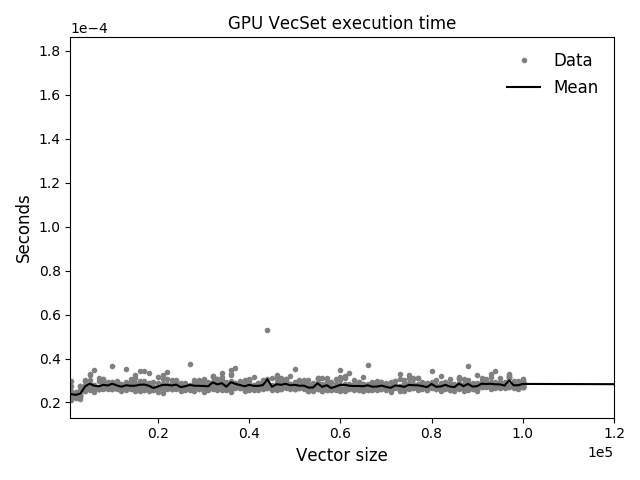 GPU VecSet execution time
1e−4
1.8
1.6
1.4
1.2
1.0
0.8
0.6
0.4
0.2
Seconds
Data
Mean
0.2 0.4 0.6 0.8 1.0 1.2
1e5
Vector size